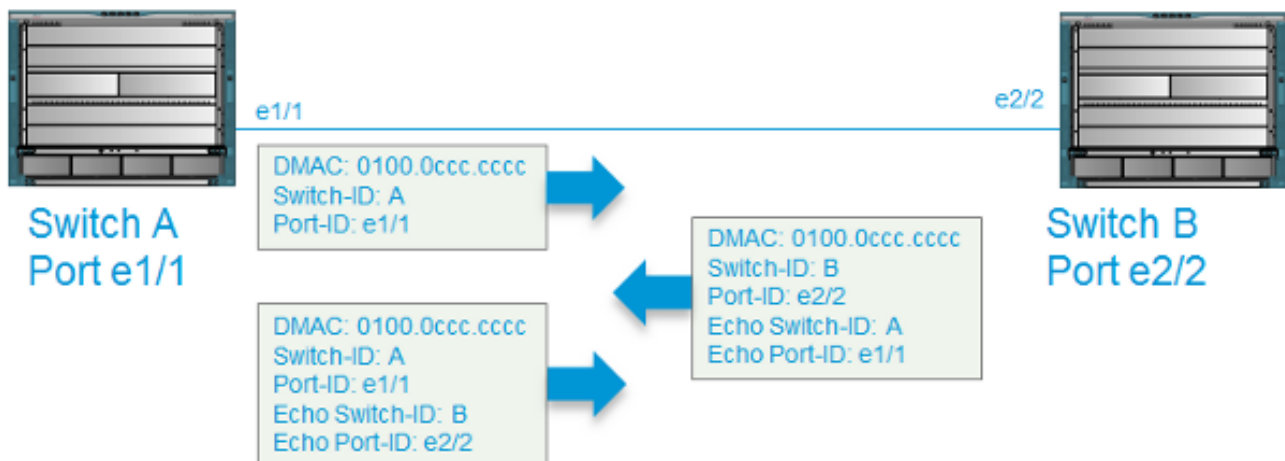 e1/1
e2/2
DMAC: 0100.0ccc.cccc
Switch-ID: A
Port-ID: e1/1
Switch A
Port e1/1
DMAC: 0100.0ccc.cccc
Switch-ID: B
Port-ID: e2/2
Echo Switch-ID: A
Echo Port-ID: e1/1
Switch B
Port e2/2
DMAC: 0100.0ccc.cccc
Switch-ID: A
Port-ID: e1/1
Echo Switch-ID: B
Echo Port-ID: e2/2